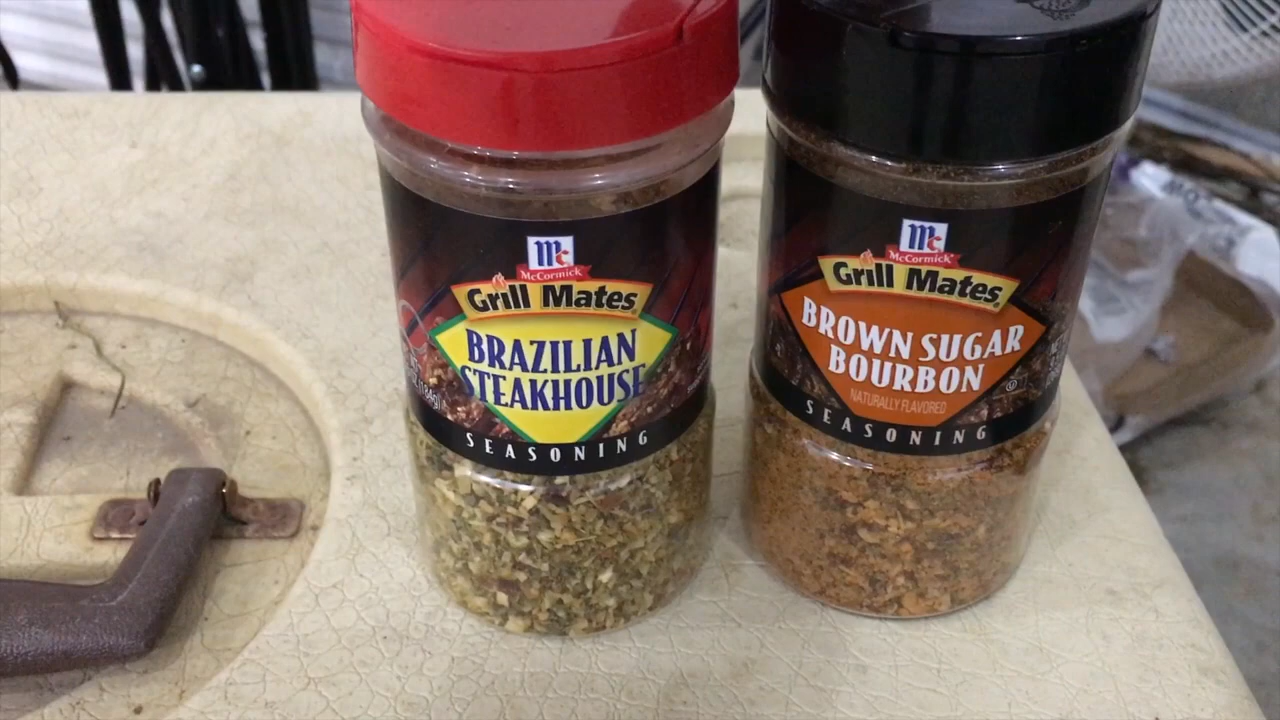 Mc
McCormick
Grill Mates
BRAZILIAN
STEAKHOUSE
SEASONING
Mc
McCormick
Grill Mates
BROWN SUGAR
BOURBON
NATURALLY FLAVORED
SEASONING